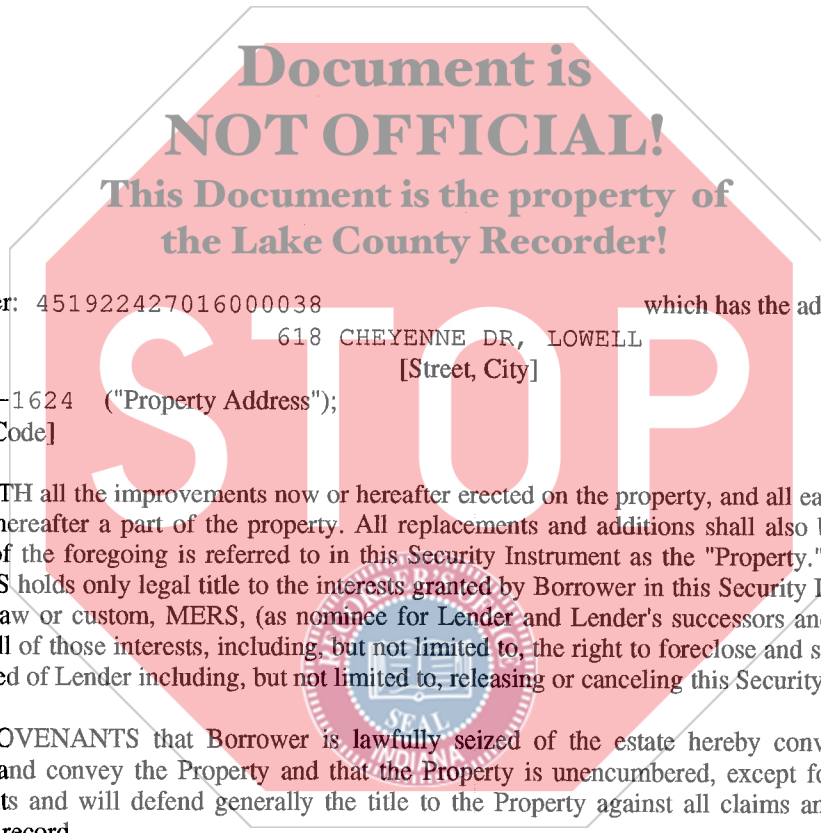 Document is
NOT OFFICIAL!
This Document is the property of
the Lake County Recorder!
er: 451922427016000038 which has the ad
618 CHEYENNE DR, LOWELL
[Street, City]
-1624 ("Property Address");
Code]
STOP
TH all the improvements now or hereafter erected on the property, and all ea
hereafter a part of the property. All replacements and additions shall also b
of the foregoing is referred to in this Security Instrument as the "Property."
S holds only legal title to the interests granted by Borrower in this Security I
aw or custom, MERS, (as nominee for Lender and Lender's successors an
ll of those interests, including, but not limited to, the right to foreclose and s
ed of Lender including, but not limited to, releasing or canceling this Security
SEAL
INDIANA
OVENANTS that Borrower is lawfully seized of the estate hereby conv
and convey the Property and that the Property is unencumbered, except fo
ts and will defend generally the title to the Property against all claims an
record